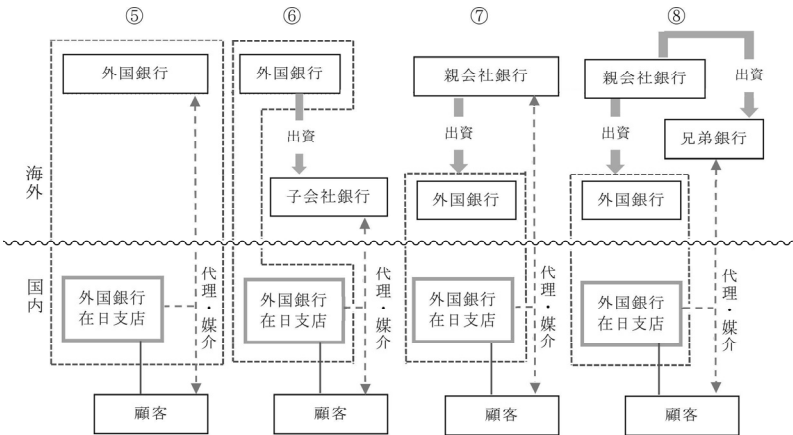 ⑤
⑥
⑦
⑧
海外
国内
外国銀行
外国銀行
在日支店
代理・媒介
顧客
外国銀行
出資
子会社銀行
外国銀行
在日支店
代理・媒介
顧客
親会社銀行
出資
外国銀行
外国銀行
在日支店
代理・媒介
顧客
親会社銀行
出資
出資
兄弟銀行
外国銀行
外国銀行
在日支店
代理・媒介
顧客